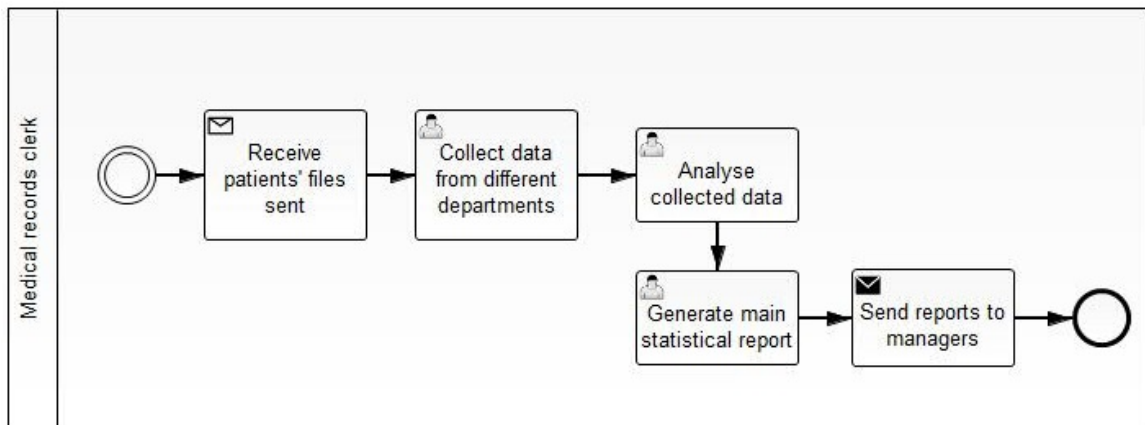 Medical records clerk
Receive
patients' files
sent
Collect data
from different
departments
Analyse
collected data
Generate main
statistical report
Send reports to
managers